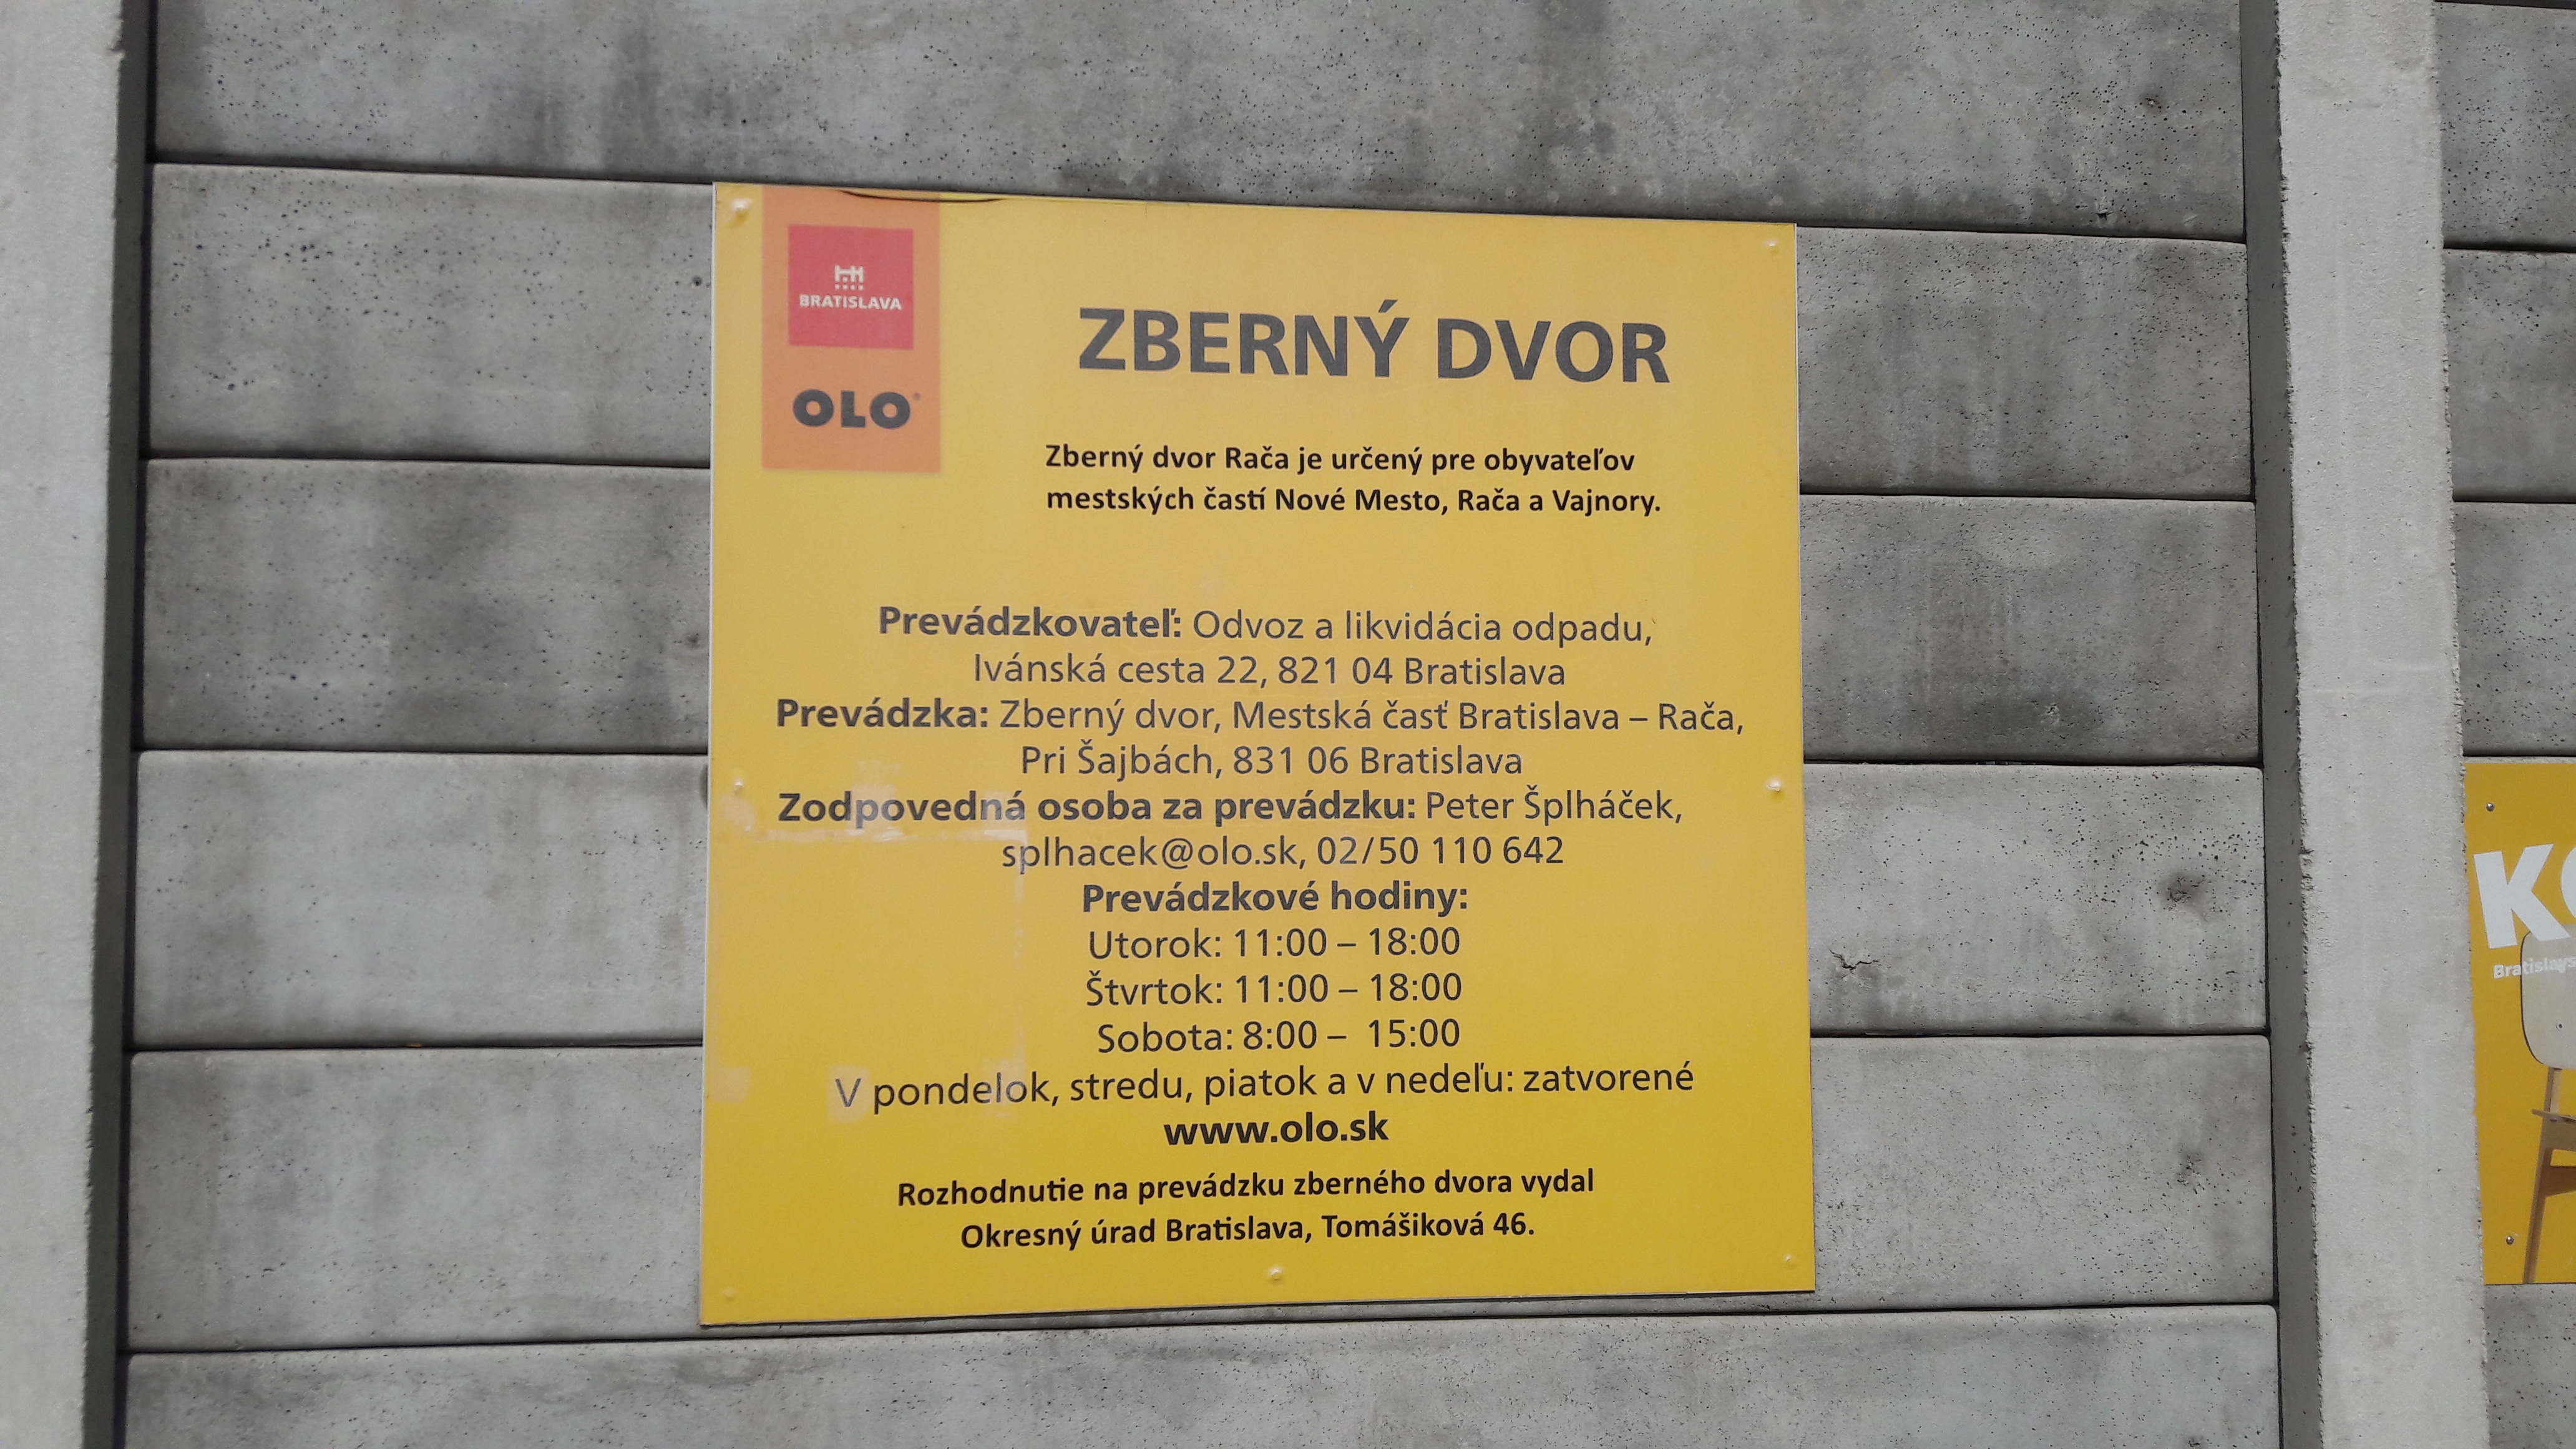 BRATISLAVA
OLO®
ZBERNÝ DVOR
Zberný dvor Rača je určený pre obyvateľov
mestských častí Nové Mesto, Rača a Vajnory.
Prevádzkovateľ: Odvoz a likvidácia odpadu,
Ivánská cesta 22, 821 04 Bratislava
Prevádzka: Zberný dvor, Mestská časť Bratislava – Rača,
Pri Šajbách, 831 06 Bratislava
Zodpovedná osoba za prevádzku: Peter Šplháček,
splhacek@olo.sk, 02/50 110 642
Prevádzkové hodiny:
Utorok: 11:00 – 18:00
Štvrtok: 11:00 – 18:00
Sobota: 8:00 – 15:00
V pondelok, stredu, piatok a v nedeľu: zatvorené
www.olo.sk
Rozhodnutie na prevádzku zberného dvora vydal
Okresný úrad Bratislava, Tomášiková 46.